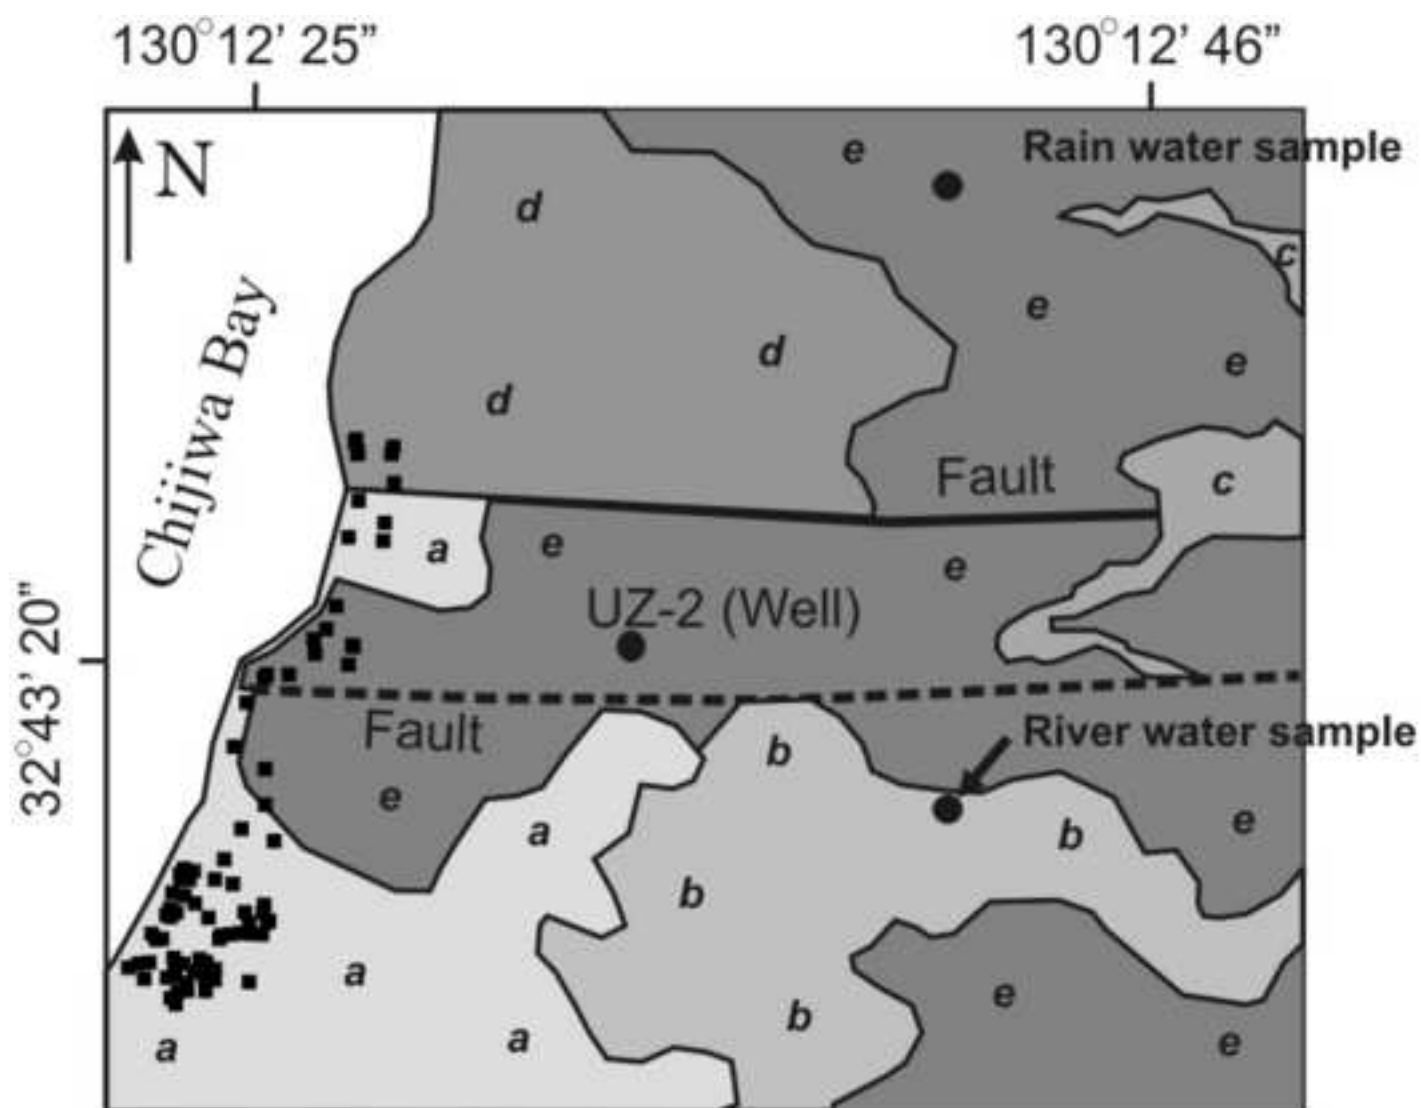 130°12’ 25”
130°12’ 46”
N
e
Rain water sample
d
c
e
d
e
d
Chijiwa Bay
Fault
c
a
e
e
UZ-2 (Well)
32°43’ 20”
Fault
River water sample
b
e
a
b
e
b
a
e
b
a
a
e